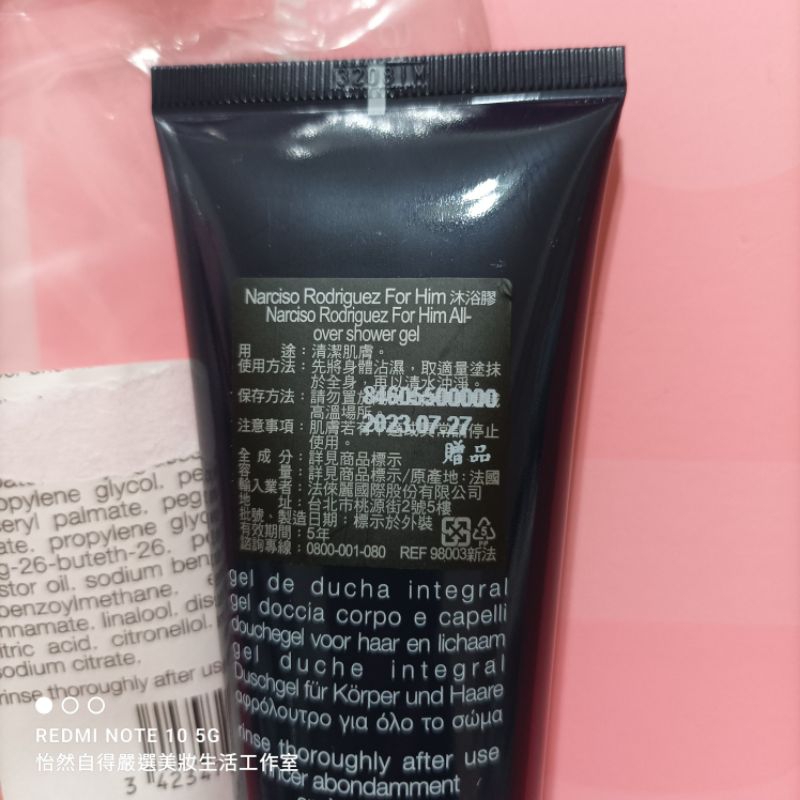 32081M
Narciso Rodriguez For Him 沐浴膠
Narciso Rodriguez For Him All-
over shower gel
用 途：清潔肌膚。
使用方法：先將身體沾濕，取適量塗抹
於全身，再以清水沖淨。
保存方法：請勿置於
84605500000
高溫場所。
2023.07.27
注意事項：肌膚若有 停止
使用。
贈品
全 成 分：詳見商品標示
容 量：詳見商品標示/原產地：法國
輸入業者：法倈麗國際股份有限公司
地 址：台北市桃源街2號5樓
批號、製造日期：標示於外裝
有效期間：5年
諮詢專線：0800-001-080 REF 98003新法
gel de ducha integral
gel doccia corpo e capelli
douchegel voor haar en lichaam
gel duche integral
Duschgel für Körper und Haare
αφρόλουτρο για όλο το σώμα
rinse thoroughly after use
abondamment
opylene glycol. pe
eryl palmate. peg
ate. propylene gly
g-26-buteth-26. p
stor oil. sodium ben
benzoylmethane. e
nnamate. linalool. diso
itric acid. citronellol.
sodium citrate.
rinse thoroughly after use
3 4234
REDMI NOTE 10 5G
怡然自得嚴選美妝生活工作室